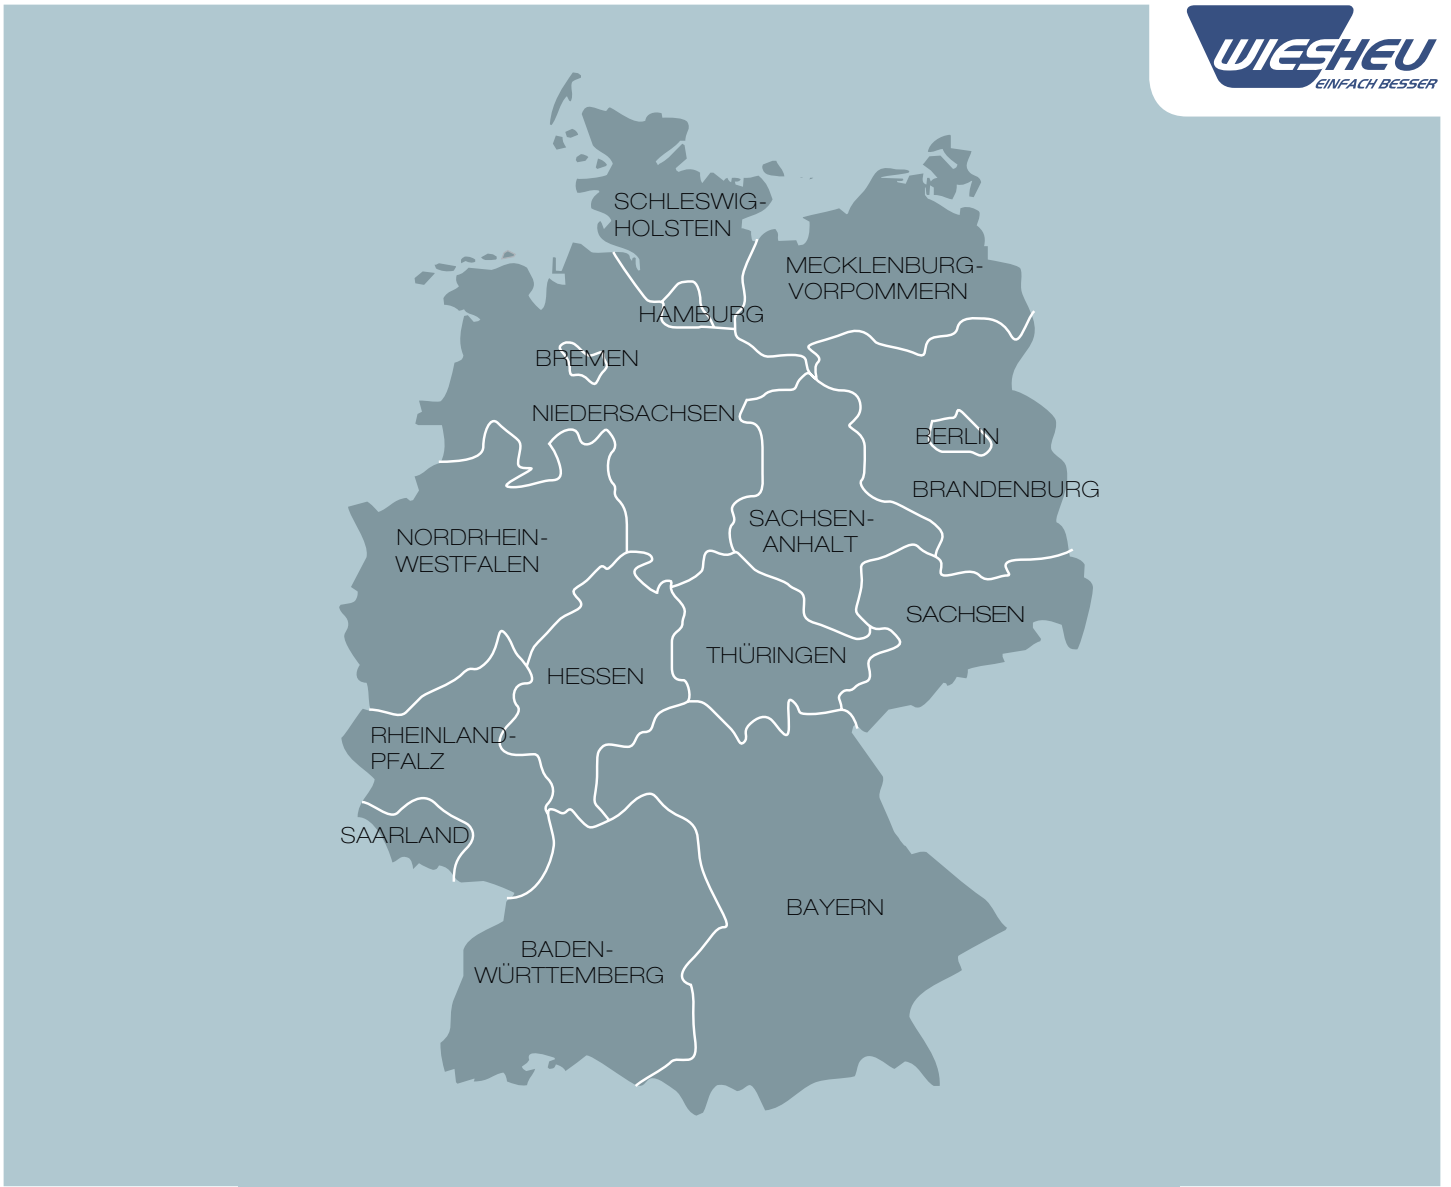 WIESHEU
EINFACH BESSER
SCHLESWIG-
HOLSTEIN
MECKLENBURG-
VORPOMMERN
HAMBURG
BREMEN
NIEDERSACHSEN
BERLIN
BRANDENBURG
SACHSEN-
ANHALT
NORDRHEIN-
WESTFALEN
SACHSEN
THÜRINGEN
HESSEN
RHEINLAND-
PFALZ
SAARLAND
BAYERN
BADEN-
WÜRTTEMBERG